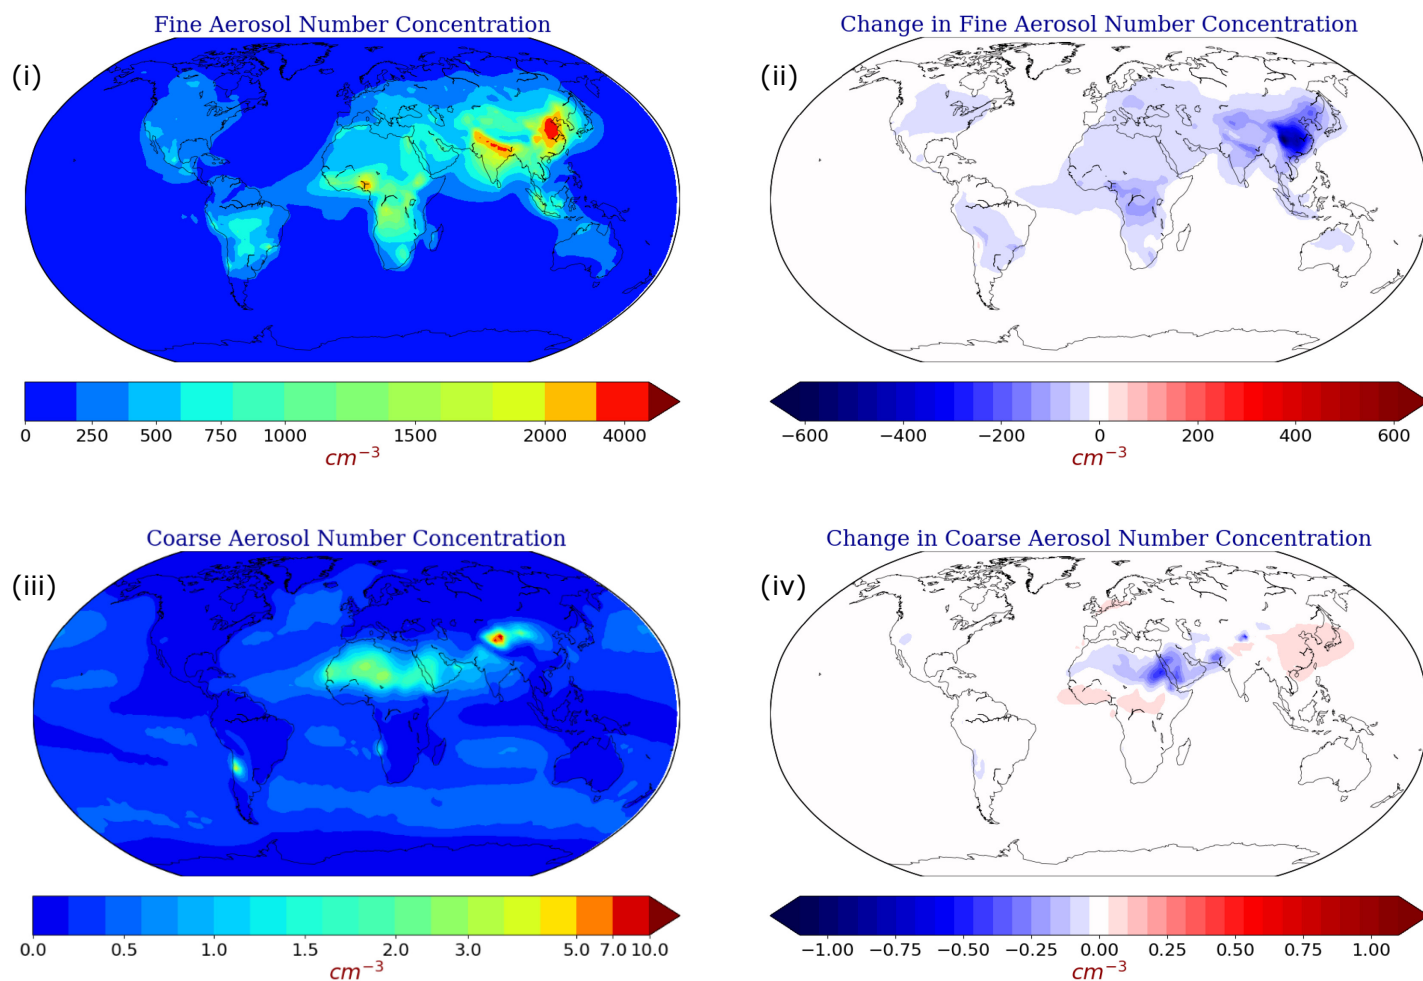 Fine Aerosol Number Concentration
Change in Fine Aerosol Number Concentration
(i)
(ii)
0 250 500 750 1000 1500 2000 4000
−600 −400 −200 0 200 400 600
cm⁻³
cm⁻³
Coarse Aerosol Number Concentration
Change in Coarse Aerosol Number Concentration
(iii)
(iv)
0.0 0.5 1.0 1.5 2.0 3.0 5.0 7.0 10.0
−1.00 −0.75 −0.50 −0.25 0.00 0.25 0.50 0.75 1.00
cm⁻³
cm⁻³